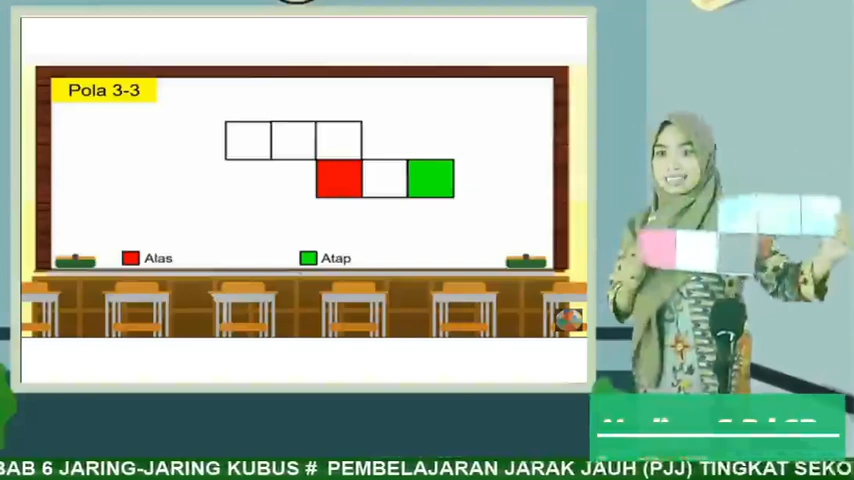 Pola 3-3
Alas
Atap
BAB 6 JARING-JARING KUBUS # PEMBELAJARAN JARAK JAUH (PJJ) TINGKAT SEKO